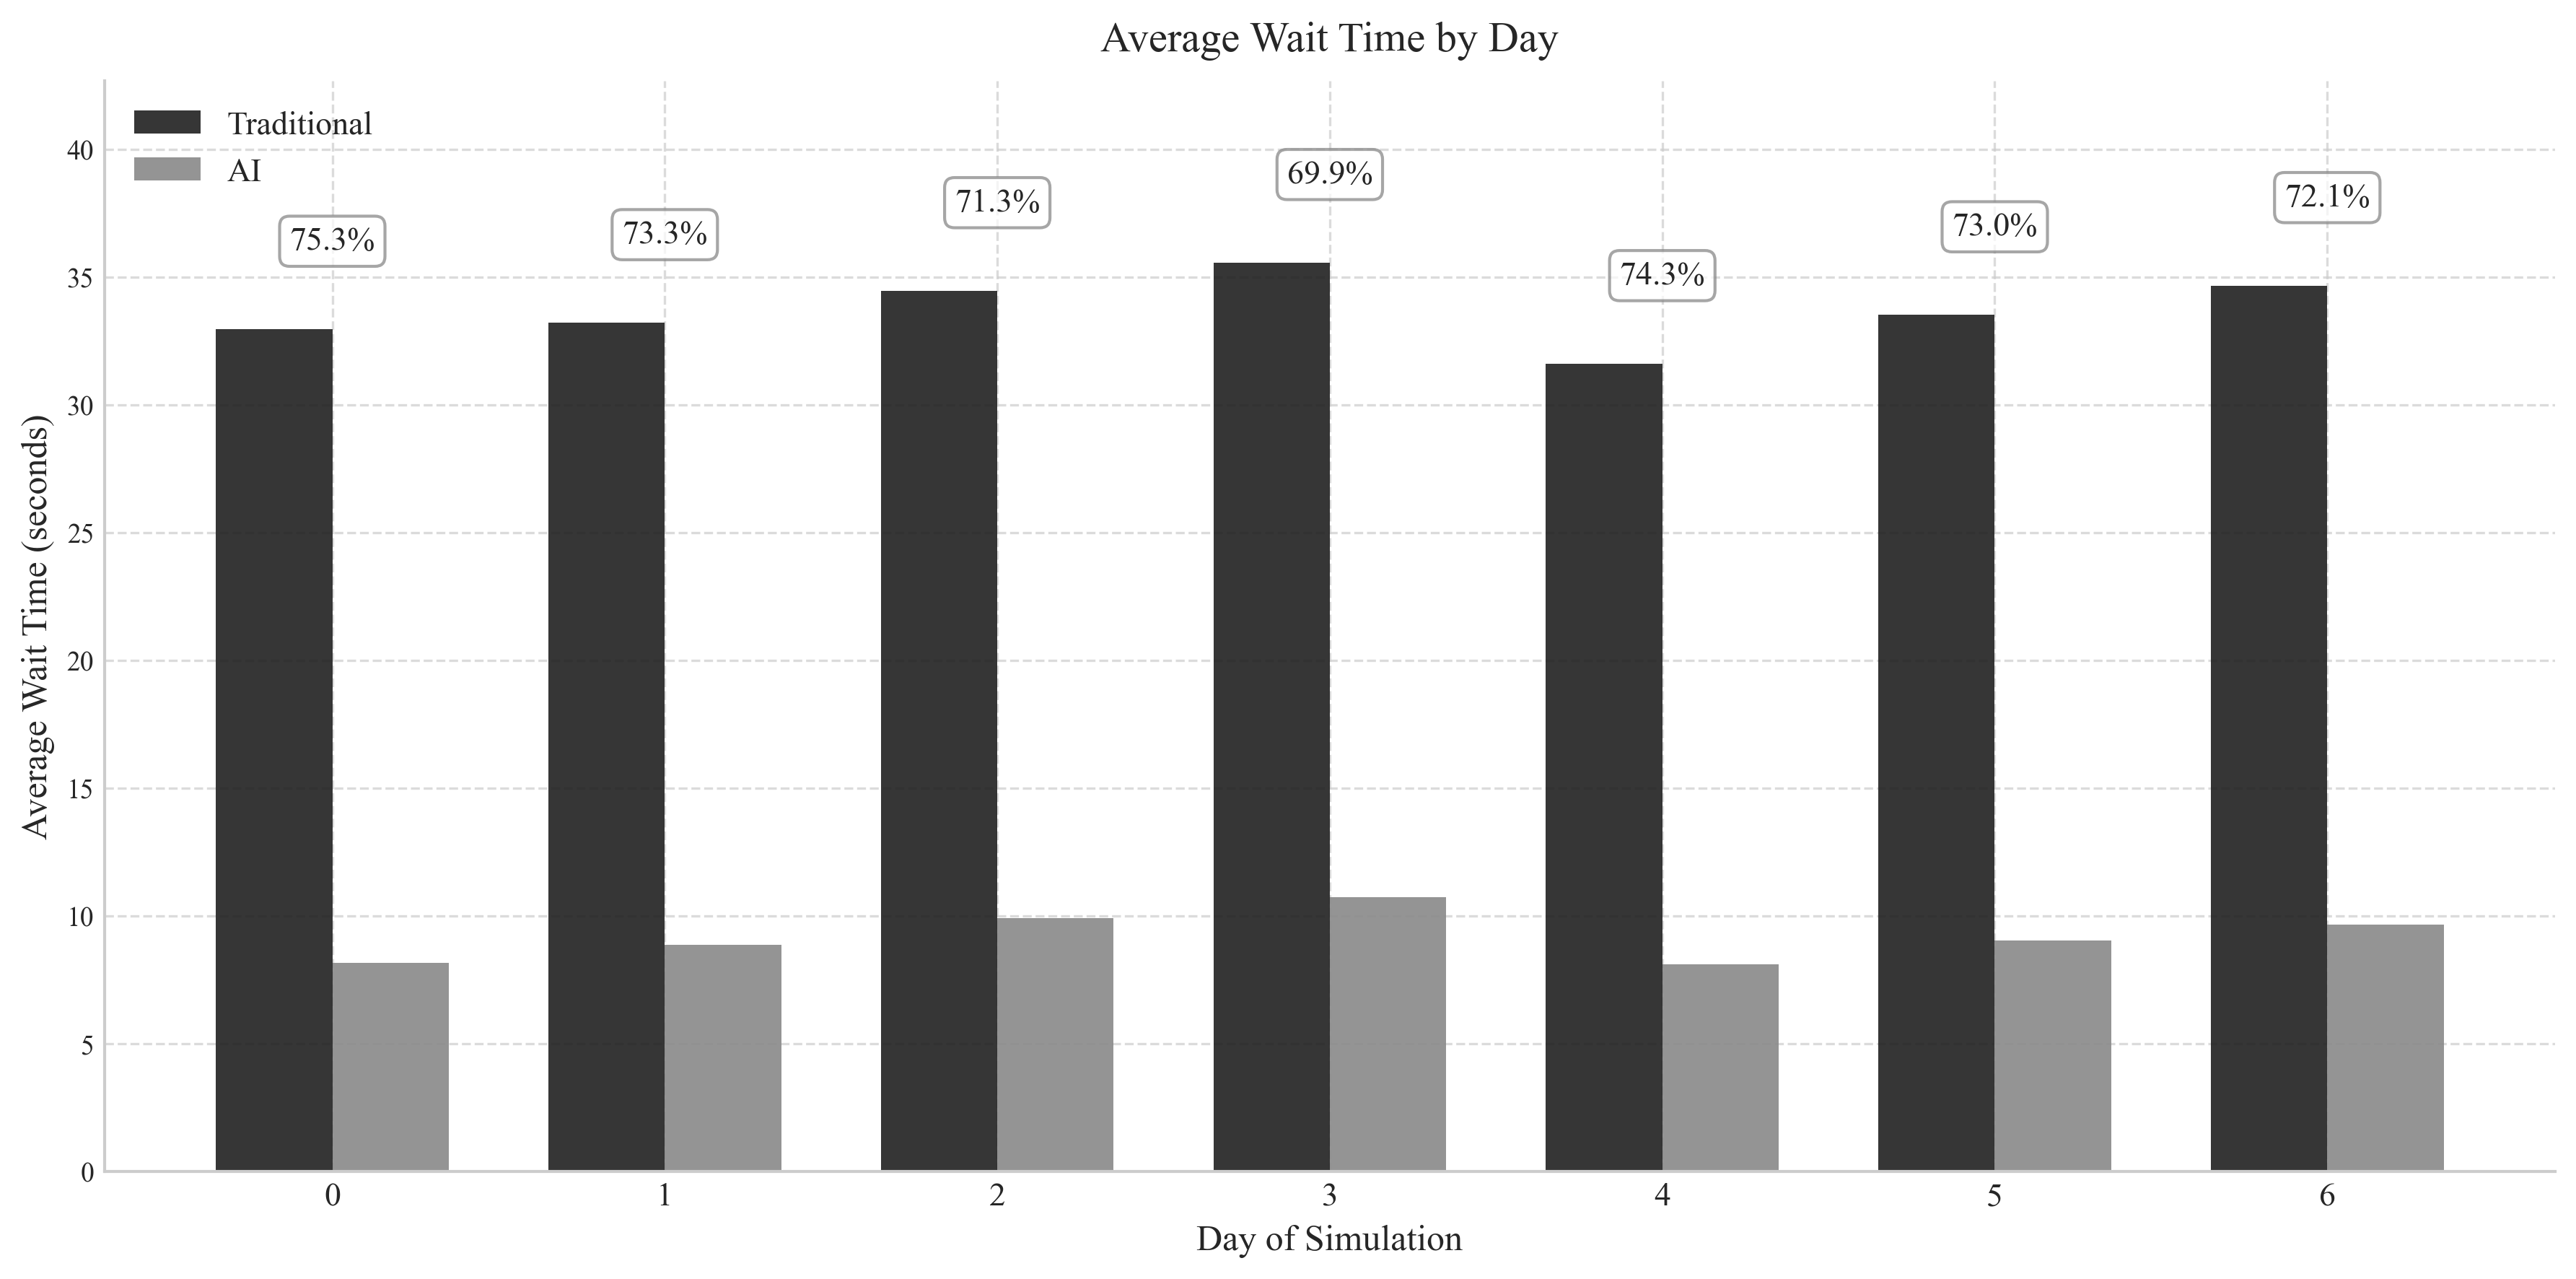 Average Wait Time by Day
Traditional
AI
75.3%
73.3%
71.3%
69.9%
74.3%
73.0%
72.1%
Average Wait Time (seconds)
40
35
30
25
20
15
10
5
0
0 1 2 3 4 5 6
Day of Simulation